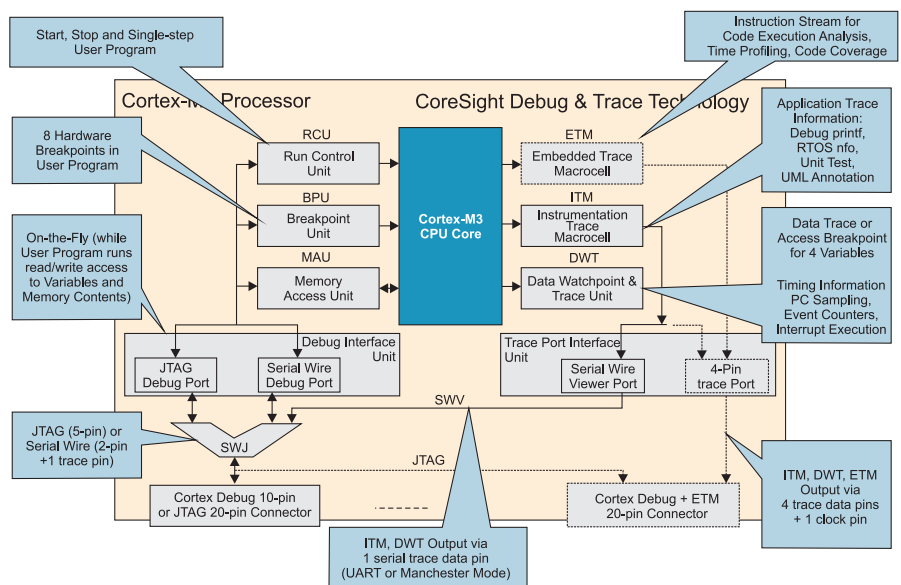 Start, Stop and Single-step
User Program
Instruction Stream for
Code Execution Analysis,
Time Profiling, Code Coverage
Processor
CoreSight Debug & Trace Technology
8 Hardware
Breakpoints in
User Program
RCU
Run Control
Unit
BPU
Breakpoint
Unit
MAU
Memory
Access Unit
Cortex-M3
CPU Core
ETM
Embedded Trace
Macrocell
ITM
Instrumentation
Trace
Macrocell
DWT
Data Watchpoint &
Trace Unit
Application Trace
Information:
Debug printf,
RTOS nfo,
Unit Test,
UML Annotation
On-the-Fly (while
User Program runs
read/write access
to Variables and
Memory Contents)
Data Trace or
Access Breakpoint
for 4 Variables
Timing Information
PC Sampling,
Event Counters,
Interrupt Execution
Debug Interface
Unit
JTAG
Debug Port
Serial Wire
Debug Port
Trace Port Interface
Unit
Serial Wire
Viewer Port
4-Pin
trace Port
SWV
JTAG (5-pin) or
Serial Wire (2-pin
+1 trace pin)
SWJ
JTAG
Cortex Debug 10-pin
or JTAG 20-pin Connector
Cortex Debug + ETM
20-pin Connector
ITM, DWT, ETM
Output via
4 trace data pins
+ 1 clock pin
ITM, DWT Output via
1 serial trace data pin
(UART or Manchester Mode)